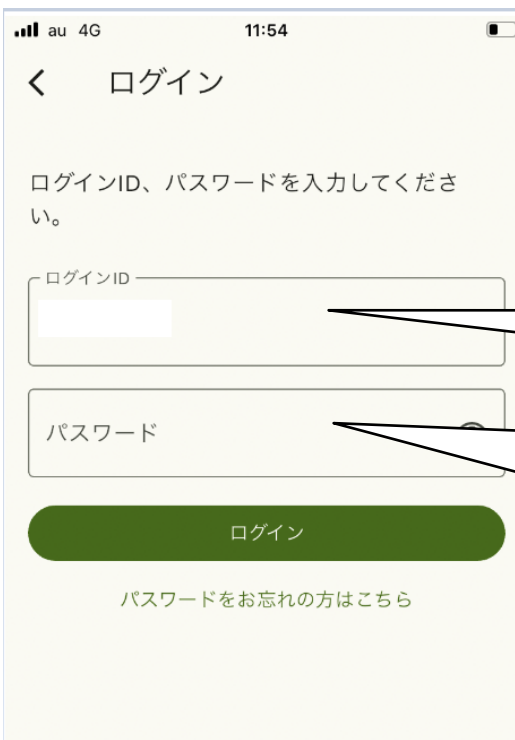 au 4G 11:54
ログイン
ログインID、パスワードを入力してくださ
い。
ログインID
パスワード
ログイン
パスワードをお忘れの方はこちら